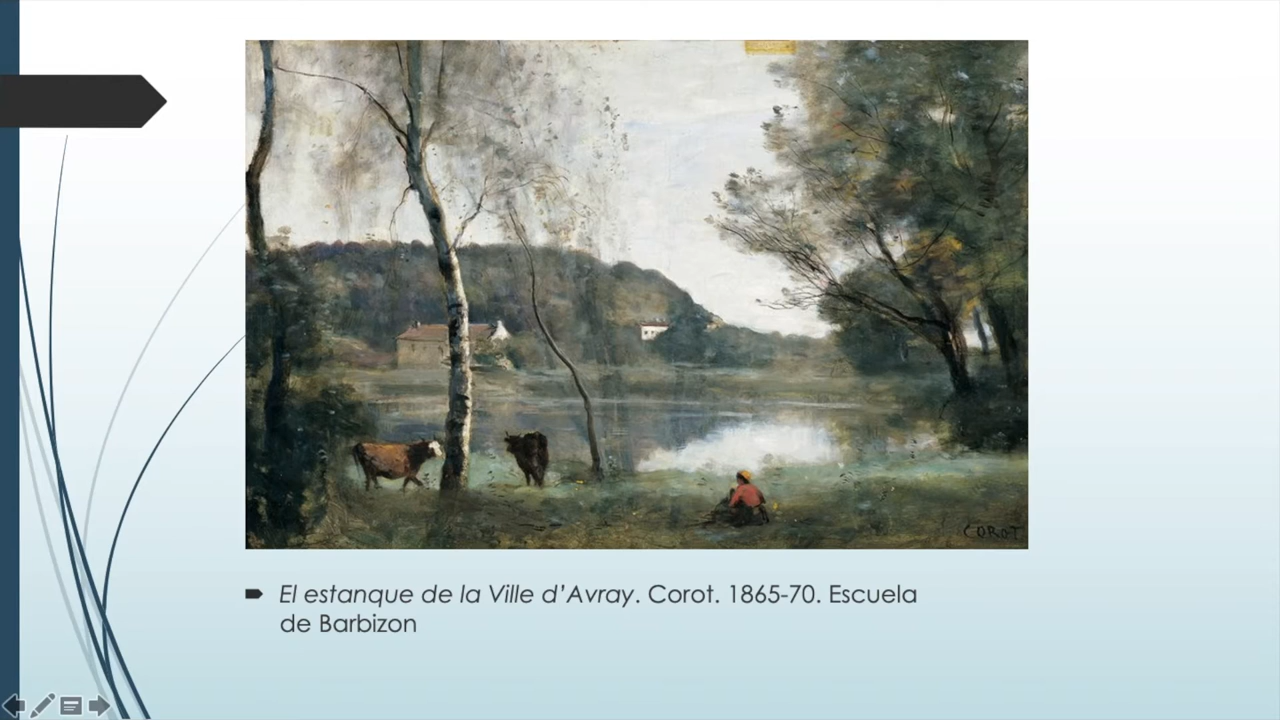 COROT
El estanque de la Ville d’Avray. Corot. 1865-70. Escuela
de Barbizon